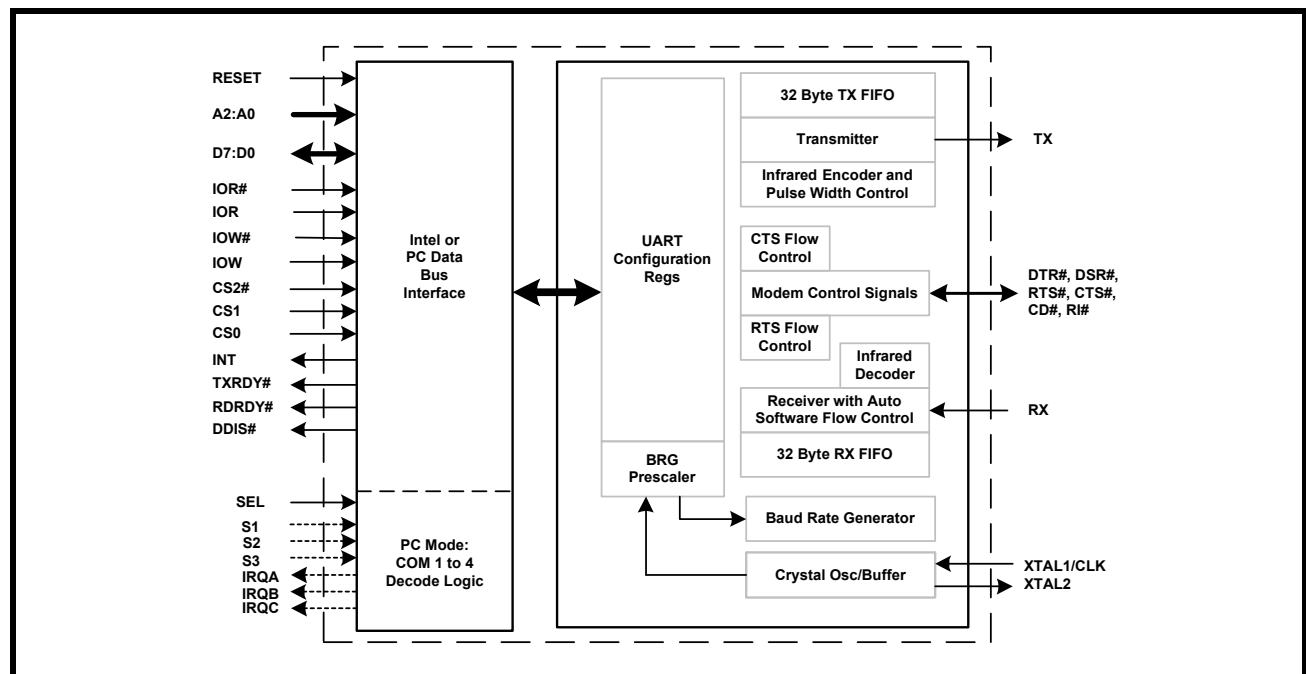 RESET
A2:A0
D7:D0
IOR#
IOR
IOW#
IOW
CS2#
CS1
CS0
INT
TXRDY#
RDRDY#
DDIS#
SEL
S1
S2
S3
IRQA
IRQB
IRQC
Intel or
PC Data
Bus
Interface
PC Mode:
COM 1 to 4
Decode Logic
UART
Configuration
Regs
BRG
Prescaler
32 Byte TX FIFO
Transmitter
Infrared Encoder and
Pulse Width Control
CTS Flow
Control
Modem Control Signals
RTS Flow
Control
Infrared
Decoder
Receiver with Auto
Software Flow Control
32 Byte RX FIFO
Baud Rate Generator
Crystal Osc/Buffer
TX
DTR#, DSR#,
RTS#, CTS#,
CD#, RI#
RX
XTAL1/CLK
XTAL2